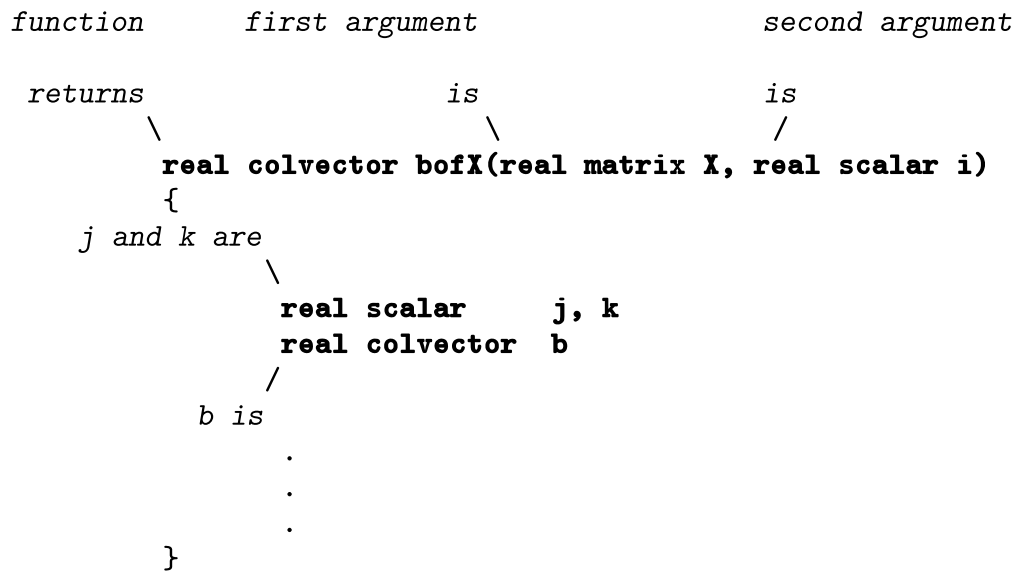 function first argument second argument
returns is is
\ \ /
real colvector bofX(real matrix X, real scalar i)
{
j and k are
\
real scalar j, k
real colvector b
/
b is
.
.
.
}